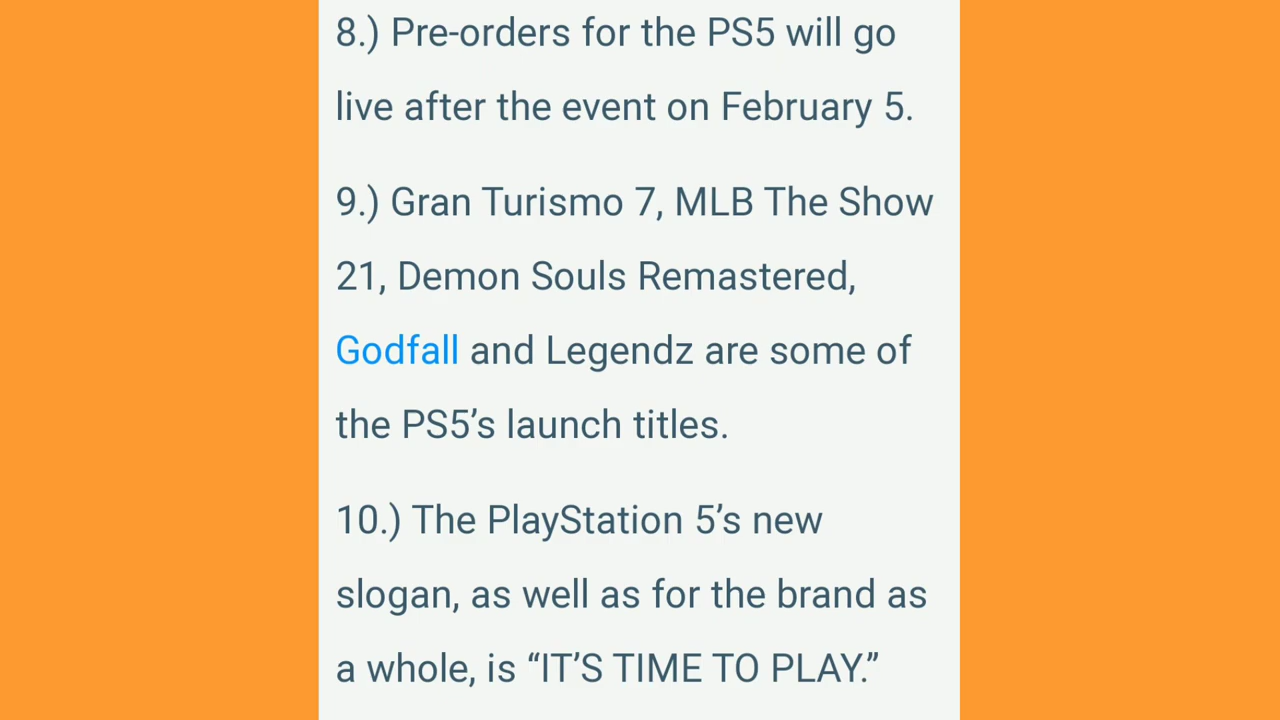 8.) Pre-orders for the PS5 will go
live after the event on February 5.
9.) Gran Turismo 7, MLB The Show
21, Demon Souls Remastered,
Godfall and Legendz are some of
the PS5’s launch titles.
10.) The PlayStation 5’s new
slogan, as well as for the brand as
a whole, is “IT’S TIME TO PLAY.”